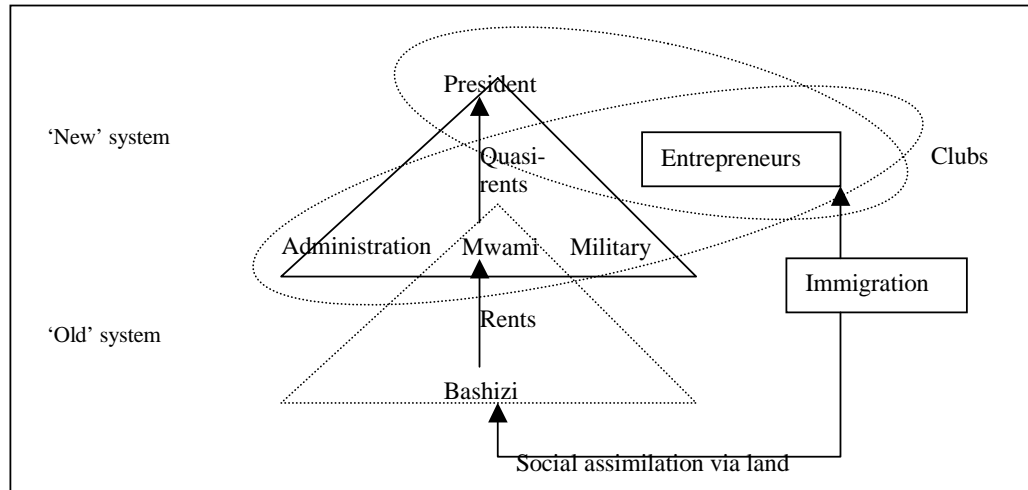 President
‘New’ system
Quasi-
rents
Entrepreneurs
Clubs
Administration
Mwami
Military
Immigration
Rents
‘Old’ system
Bashizi
Social assimilation via land